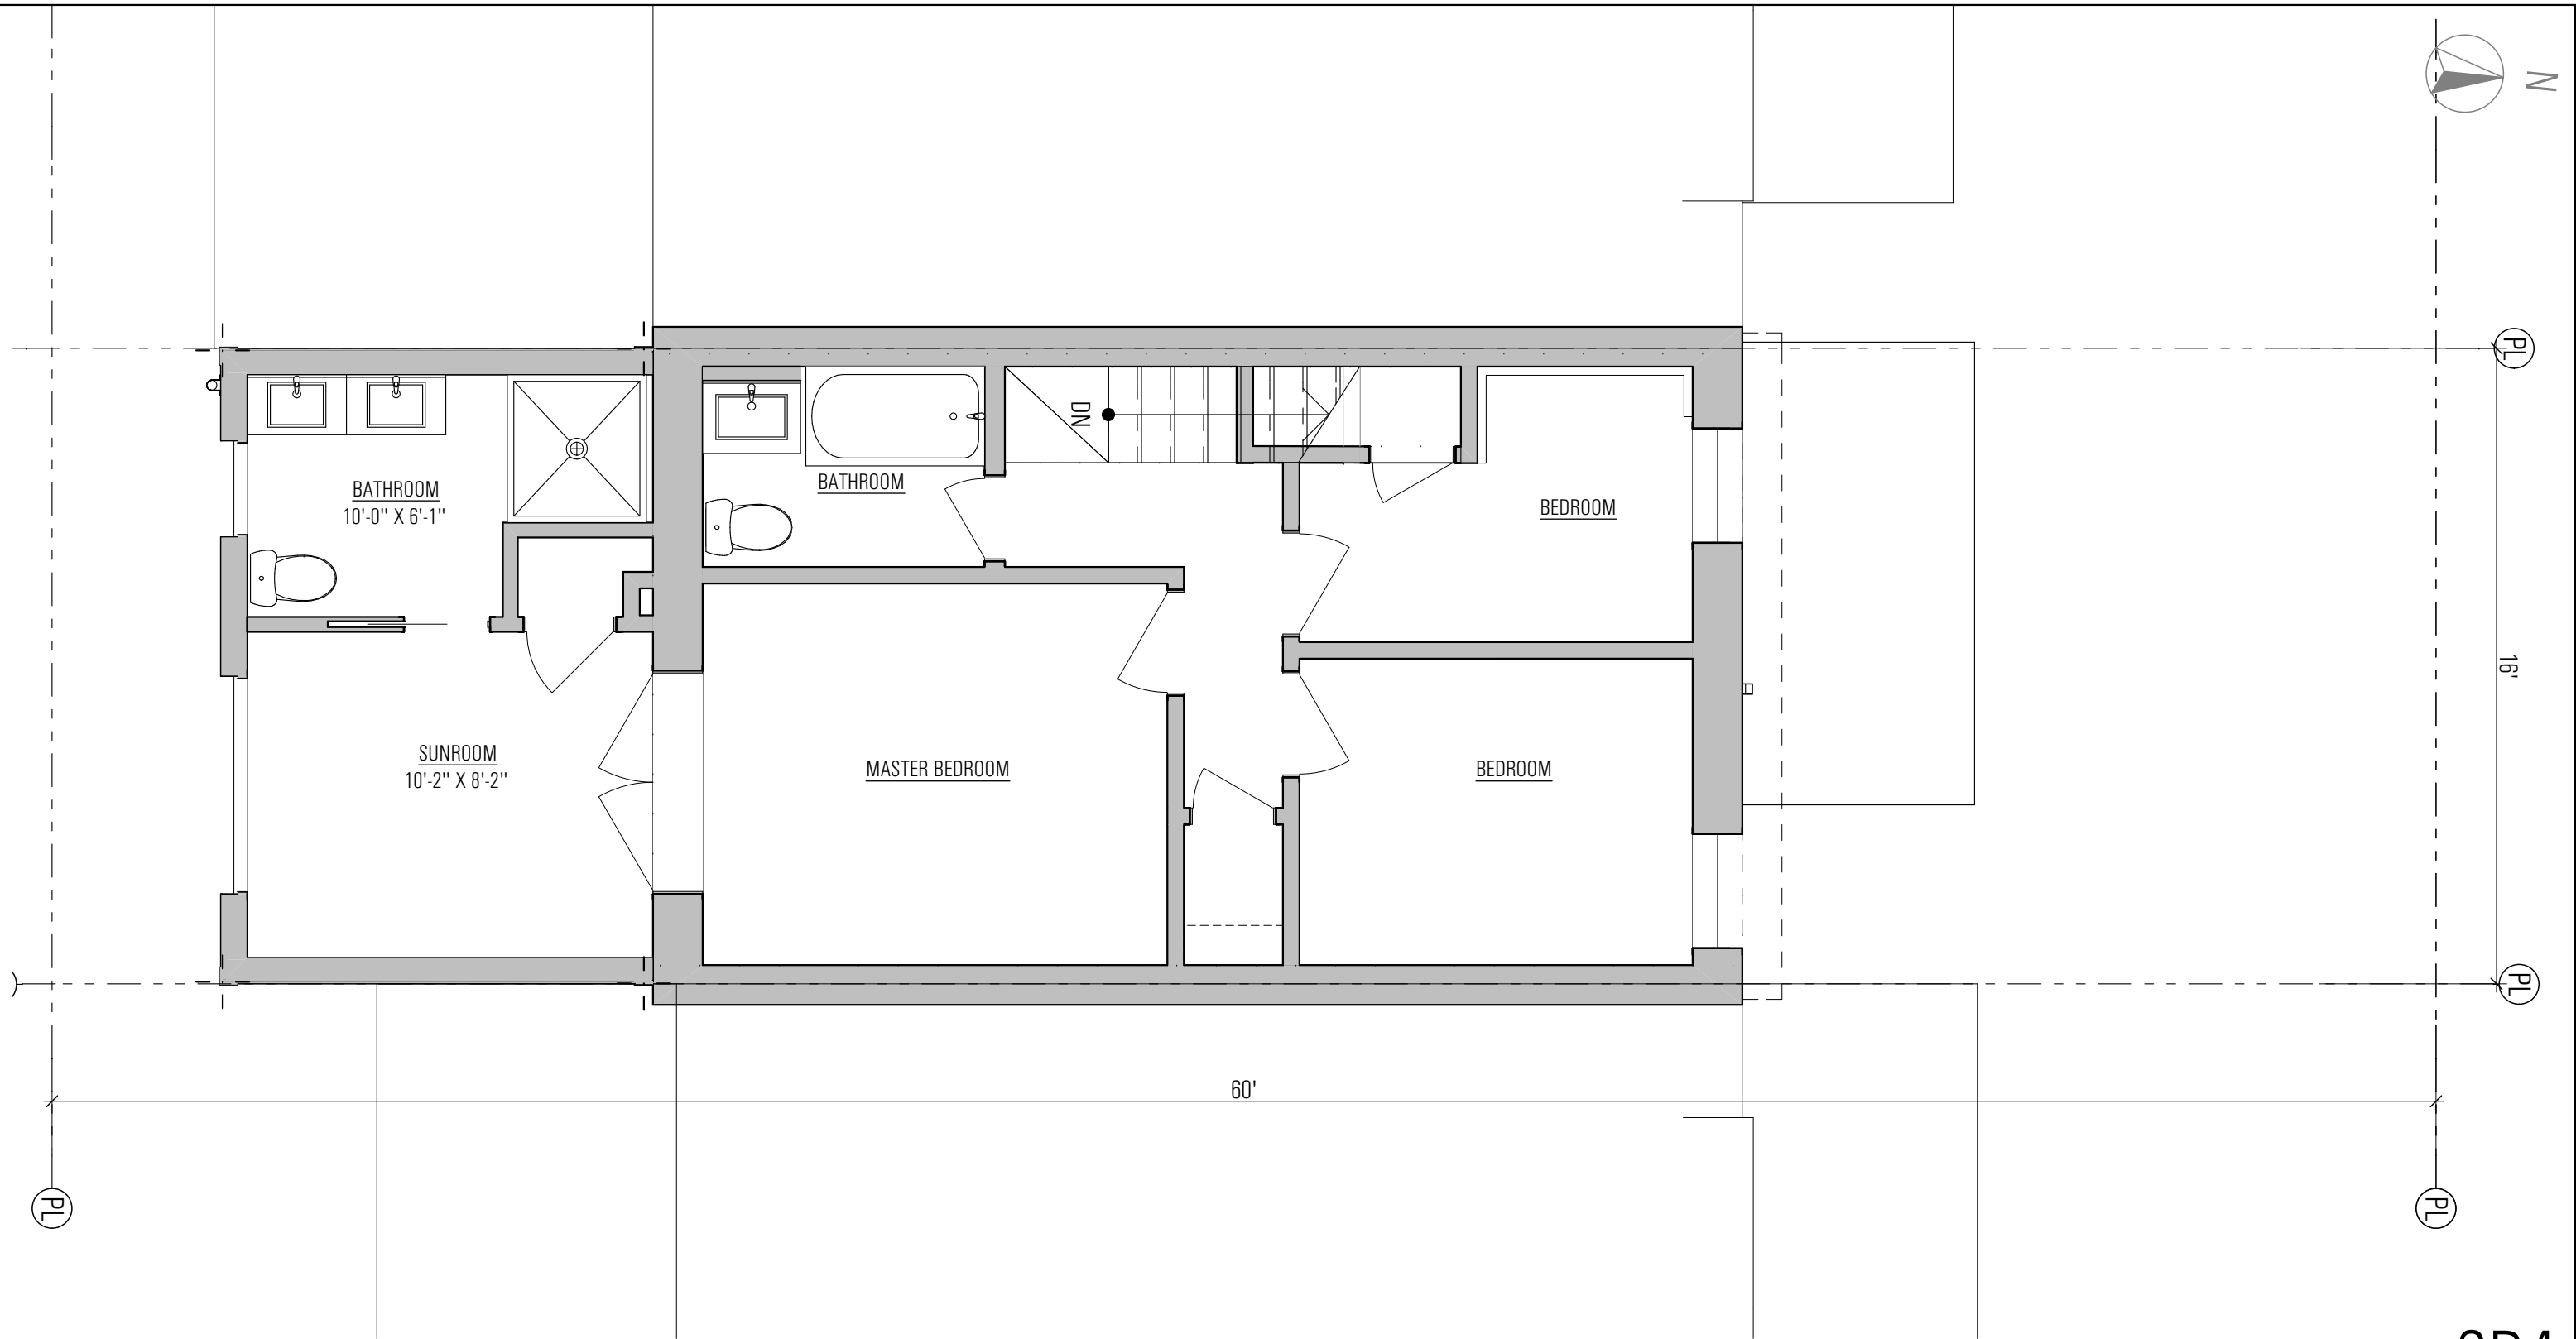 N
PL
DN
BATHROOM
10'-0" X 6'-1"
BATHROOM
BEDROOM
16'
SUNROOM
10'-2" X 8'-2"
MASTER BEDROOM
BEDROOM
PL
60'
PL
PL